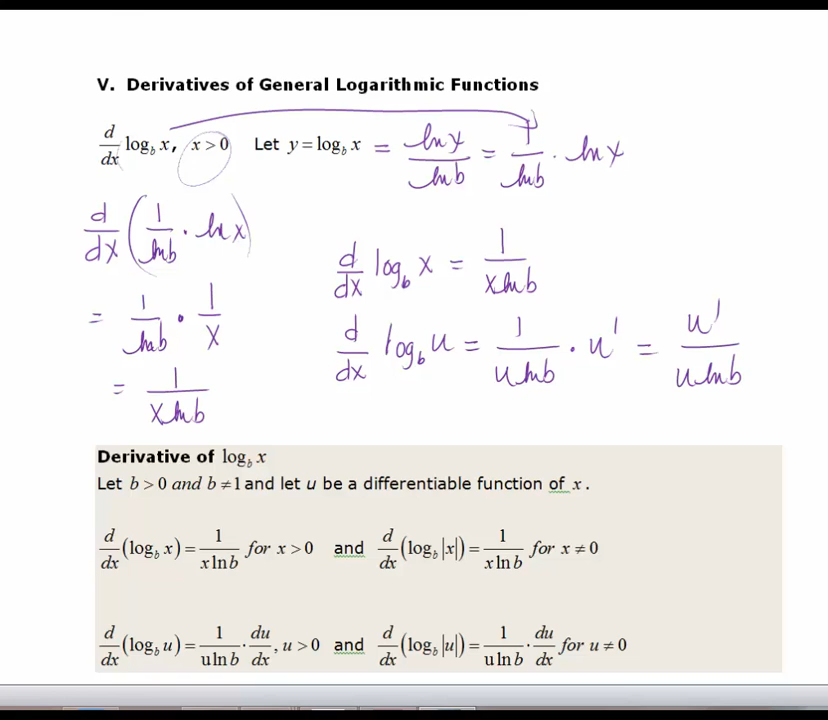 V. Derivatives of General Logarithmic Functions
d/dx log_b x, x > 0 Let y = log_b x = ln x / ln b = 1/ln b · ln x
d/dx (1/ln b · ln x)
= 1/ln b · 1/x
= 1/(x ln b)
d/dx log_b x = 1/(x ln b)
d/dx log_b u = 1/(u ln b) · u' = u'/(u ln b)
Derivative of log_b x
Let b > 0 and b ≠ 1 and let u be a differentiable function of x.
d/dx (log_b x) = 1/(x ln b) for x > 0 and d/dx (log_b |x|) = 1/(x ln b) for x ≠ 0
d/dx (log_b u) = 1/(u ln b) · du/dx, u > 0 and d/dx (log_b |u|) = 1/(u ln b) · du/dx for u ≠ 0